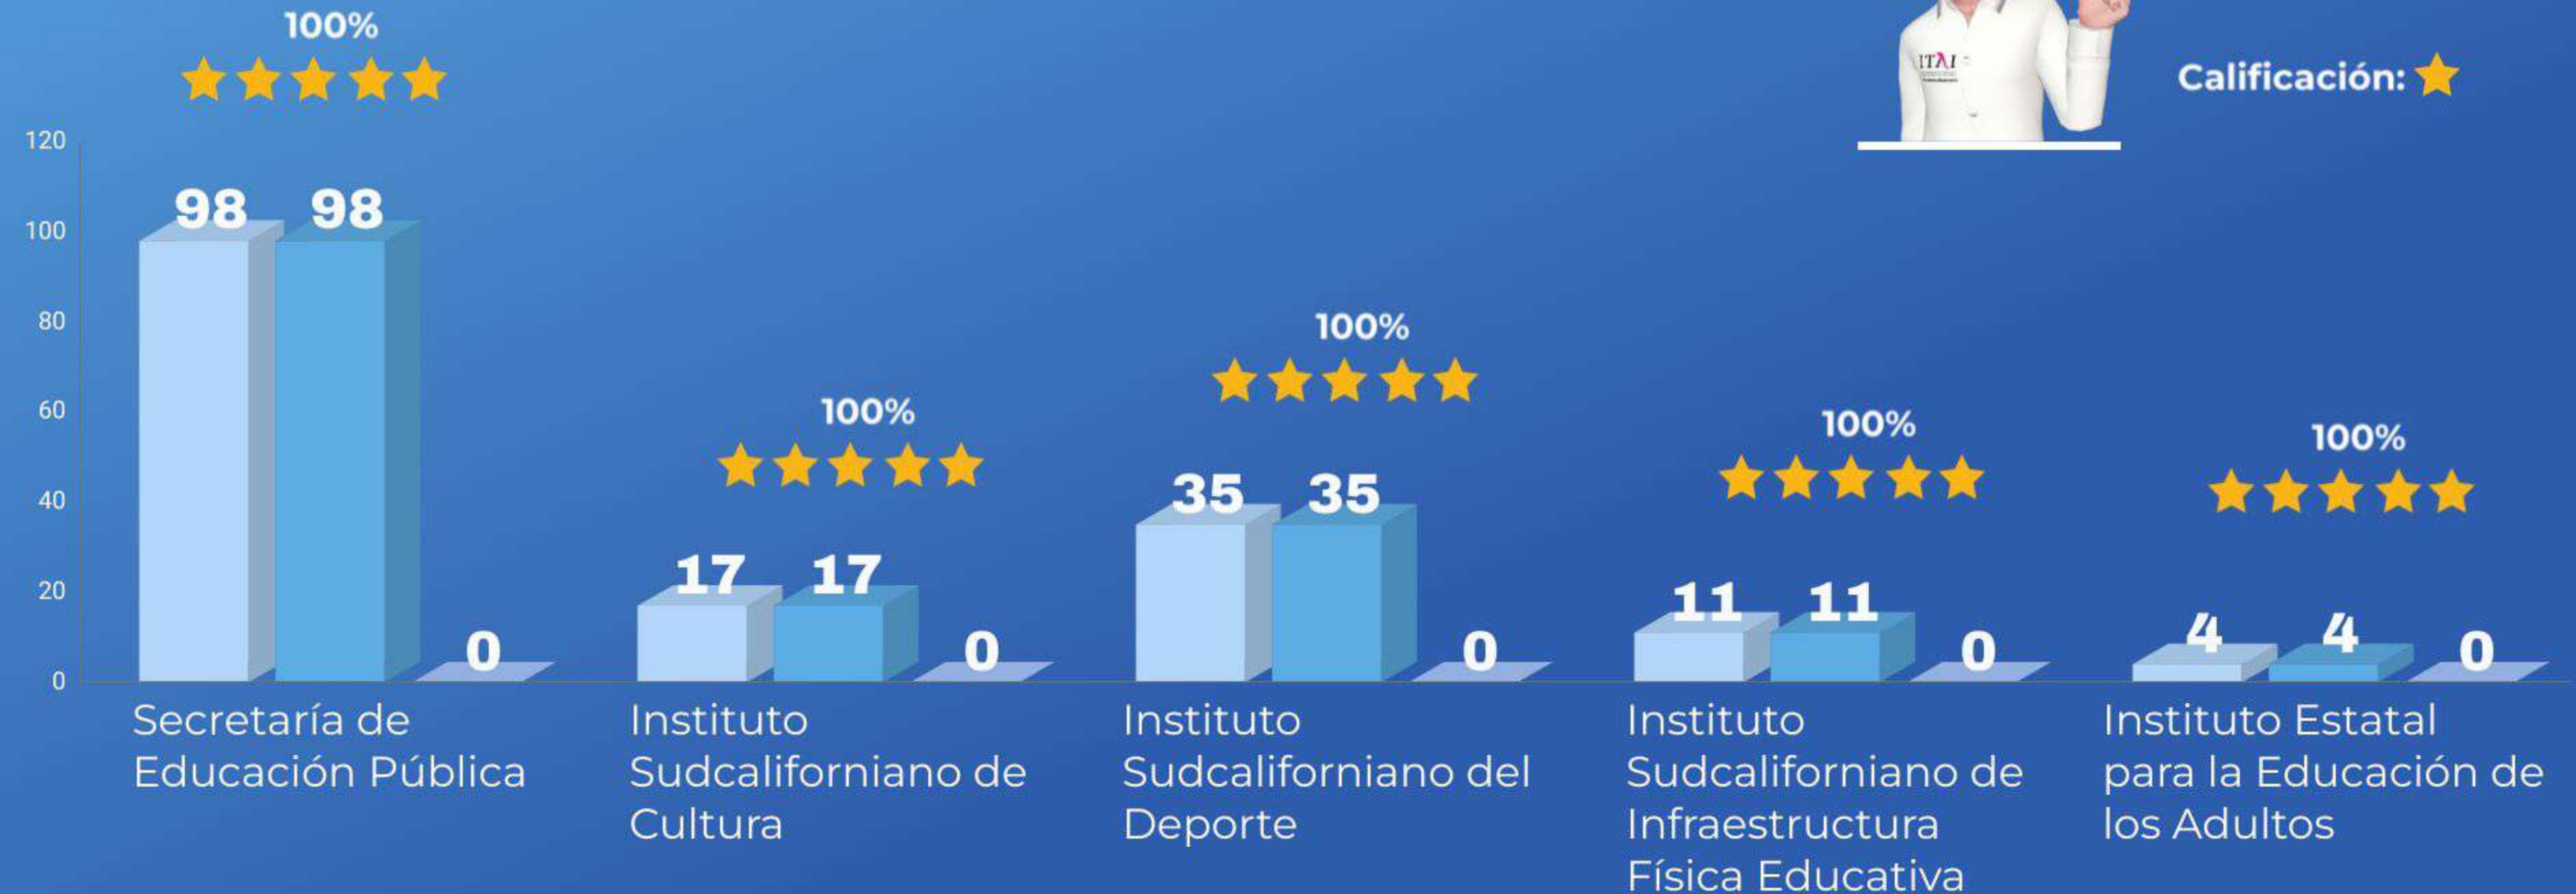 100%
ITAI
Calificación:
120
98 98
100
80
100%
60
100%
100%
100%
40
35 35
17 17
20
11 11
4 4
0 0 0 0 0
0
Secretaría de
Educación Pública
Instituto
Sudcaliforniano de
Cultura
Instituto
Sudcaliforniano del
Deporte
Instituto
Sudcaliforniano de
Infraestructura
Física Educativa
Instituto Estatal
para la Educación de
los Adultos